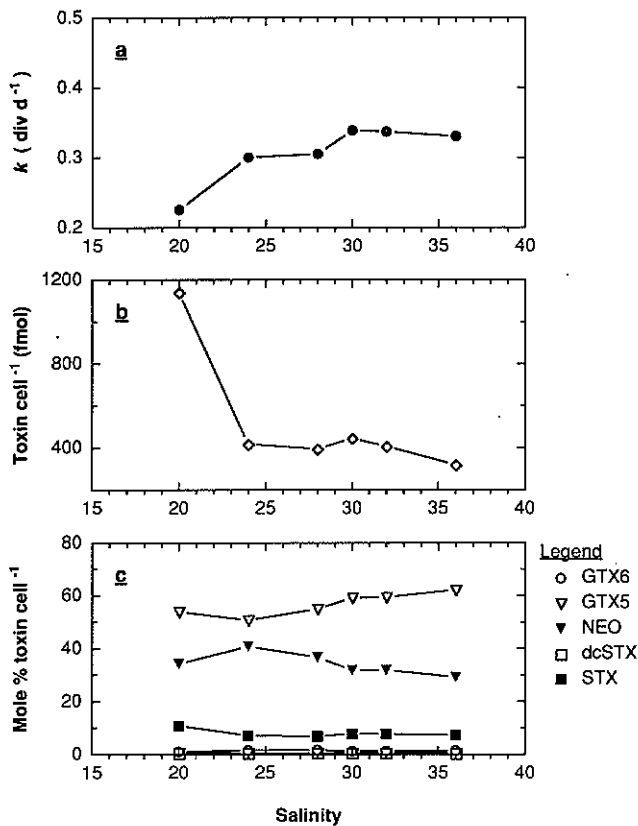 0.5
a
0.4
k ( div d⁻¹ )
0.3
0.2
15 20 25 30 35 40
1200
b
Toxin cell⁻¹ (fmol)
800
400
15 20 25 30 35 40
80
c
60
Mole % toxin cell⁻¹
40
20
0
15 20 25 30 35 40
Salinity
Legend
GTX6
GTX5
NEO
dcSTX
STX